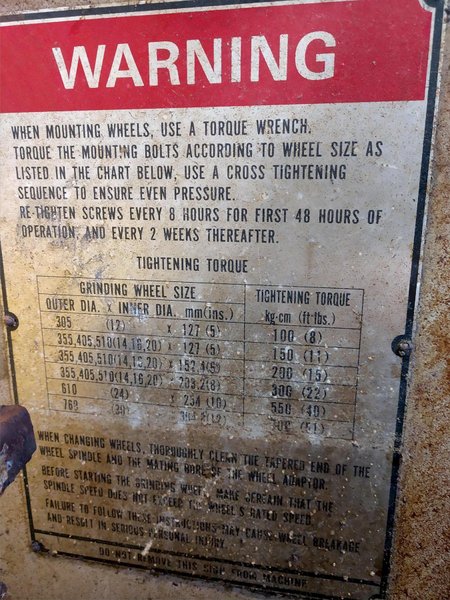 WARNING
WHEN MOUNTING WHEELS, USE A TORQUE WRENCH.
TORQUE THE MOUNTING BOLTS ACCORDING TO WHEEL SIZE AS
LISTED IN THE CHART BELOW, USE A CROSS TIGHTENING
SEQUENCE TO ENSURE EVEN PRESSURE.
RE-TIGHTEN SCREWS EVERY 8 HOURS FOR FIRST 48 HOURS OF
OPERATION, AND EVERY 2 WEEKS THEREAFTER.
TIGHTENING TORQUE
GRINDING WHEEL SIZE TIGHTENING TORQUE
OUTER DIA. x INNER DIA. mm(ins.) kg-cm (ft·lbs.)
305 (12) x 127 (5) 100 (8)
355,405,510(14,16,20) x 127 (5) 150 (11)
355,405,510(14,16,20) x (6) 200 (15)
355,405,510(14,16,20) x (8) 300 (22)
610 (24) x 254 (10) 550 (40)
(12) (51)
WHEN CHANGING WHEELS, THOROUGHLY CLEAN THE TAPERED END OF THE
WHEEL SPINDLE AND THE MATING BORE OF THE WHEEL ADAPTOR.
BEFORE STARTING THE GRINDING WHEEL, MAKE CERTAIN THAT THE
SPINDLE SPEED DOES NOT EXCEED THE WHEEL'S RATED SPEED.
FAILURE TO FOLLOW THESE INSTRUCTIONS MAY CAUSE WHEEL BREAKAGE
AND RESULT IN SERIOUS PERSONAL INJURY.
DO NOT REMOVE THIS SIGN FROM MACHINE